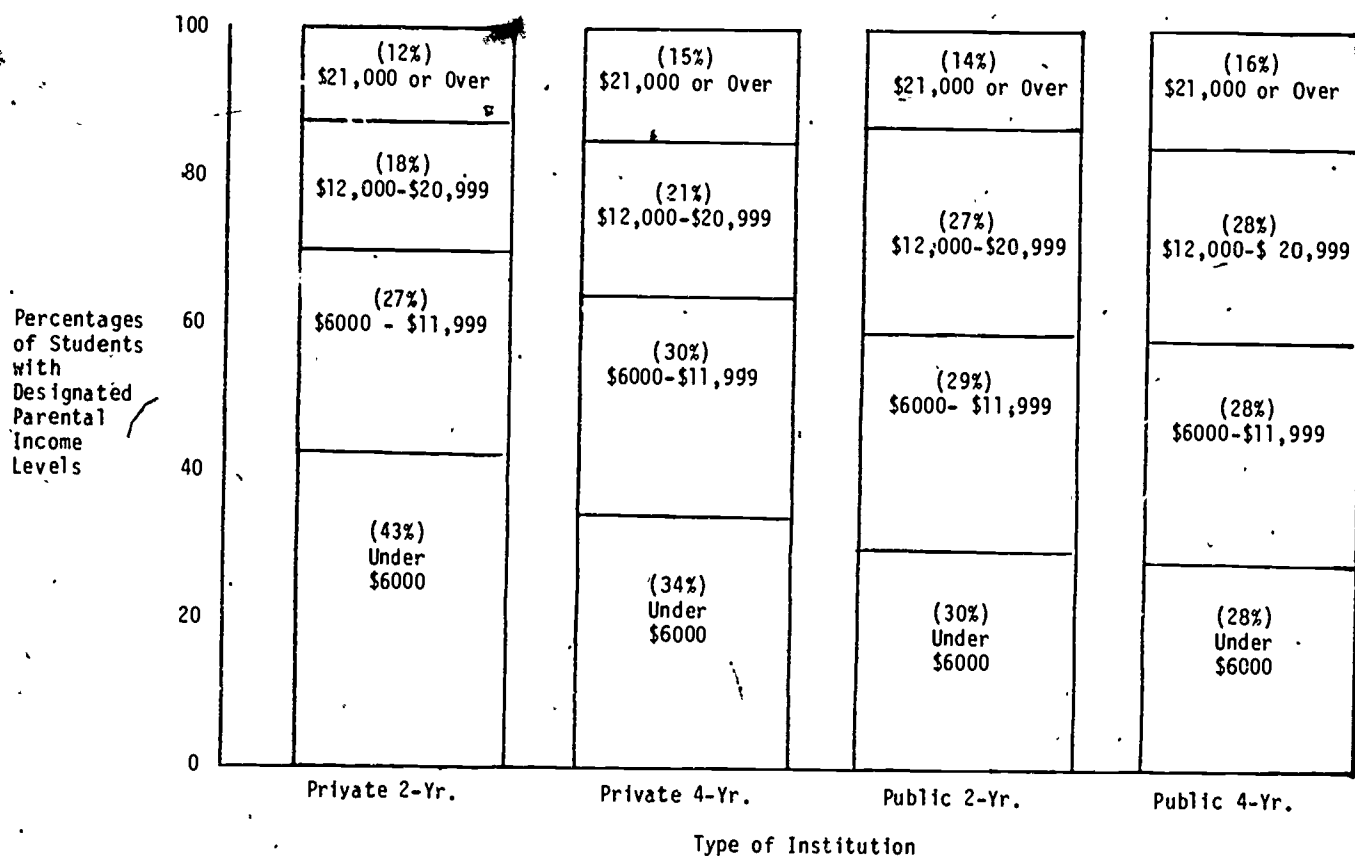 100
(12%)
$21,000 or Over
(15%)
$21,000 or Over
(14%)
$21,000 or Over
(16%)
$21,000 or Over
80
(18%)
$12,000-$20,999
(21%)
$12,000-$20,999
(27%)
$12,000-$20,999
(28%)
$12,000-$ 20,999
Percentages
of Students
with
Designated
Parental
Income
Levels
60
(27%)
$6000 - $11,999
(30%)
$6000-$11,999
(29%)
$6000- $11,999
(28%)
$6000-$11,999
40
(43%)
Under
$6000
(34%)
Under
$6000
(30%)
Under
$6000
(28%)
Under
$6000
20
0
Private 2-Yr.
Private 4-Yr.
Public 2-Yr.
Public 4-Yr.
Type of Institution